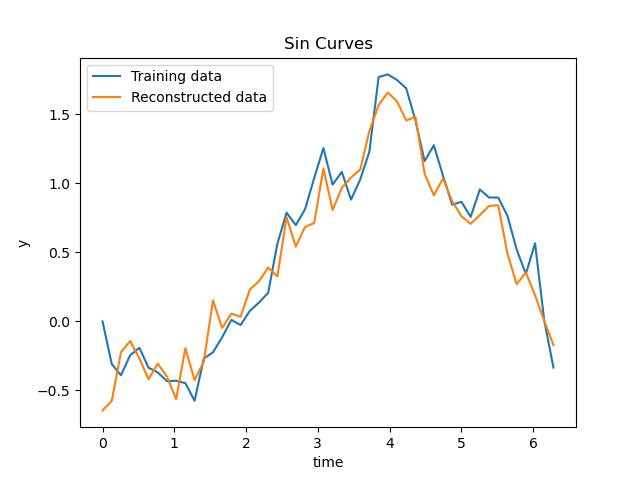 Sin Curves
Training data
Reconstructed data
1.5
1.0
0.5
0.0
−0.5
y
0 1 2 3 4 5 6
time